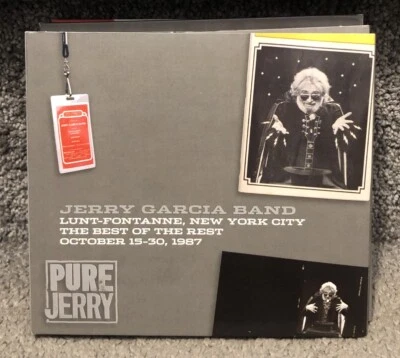 JERRY GARCIA BAND
LUNT-FONTANNE, NEW YORK CITY
THE BEST OF THE REST
OCTOBER 15-30, 1987
PURE
JERRY